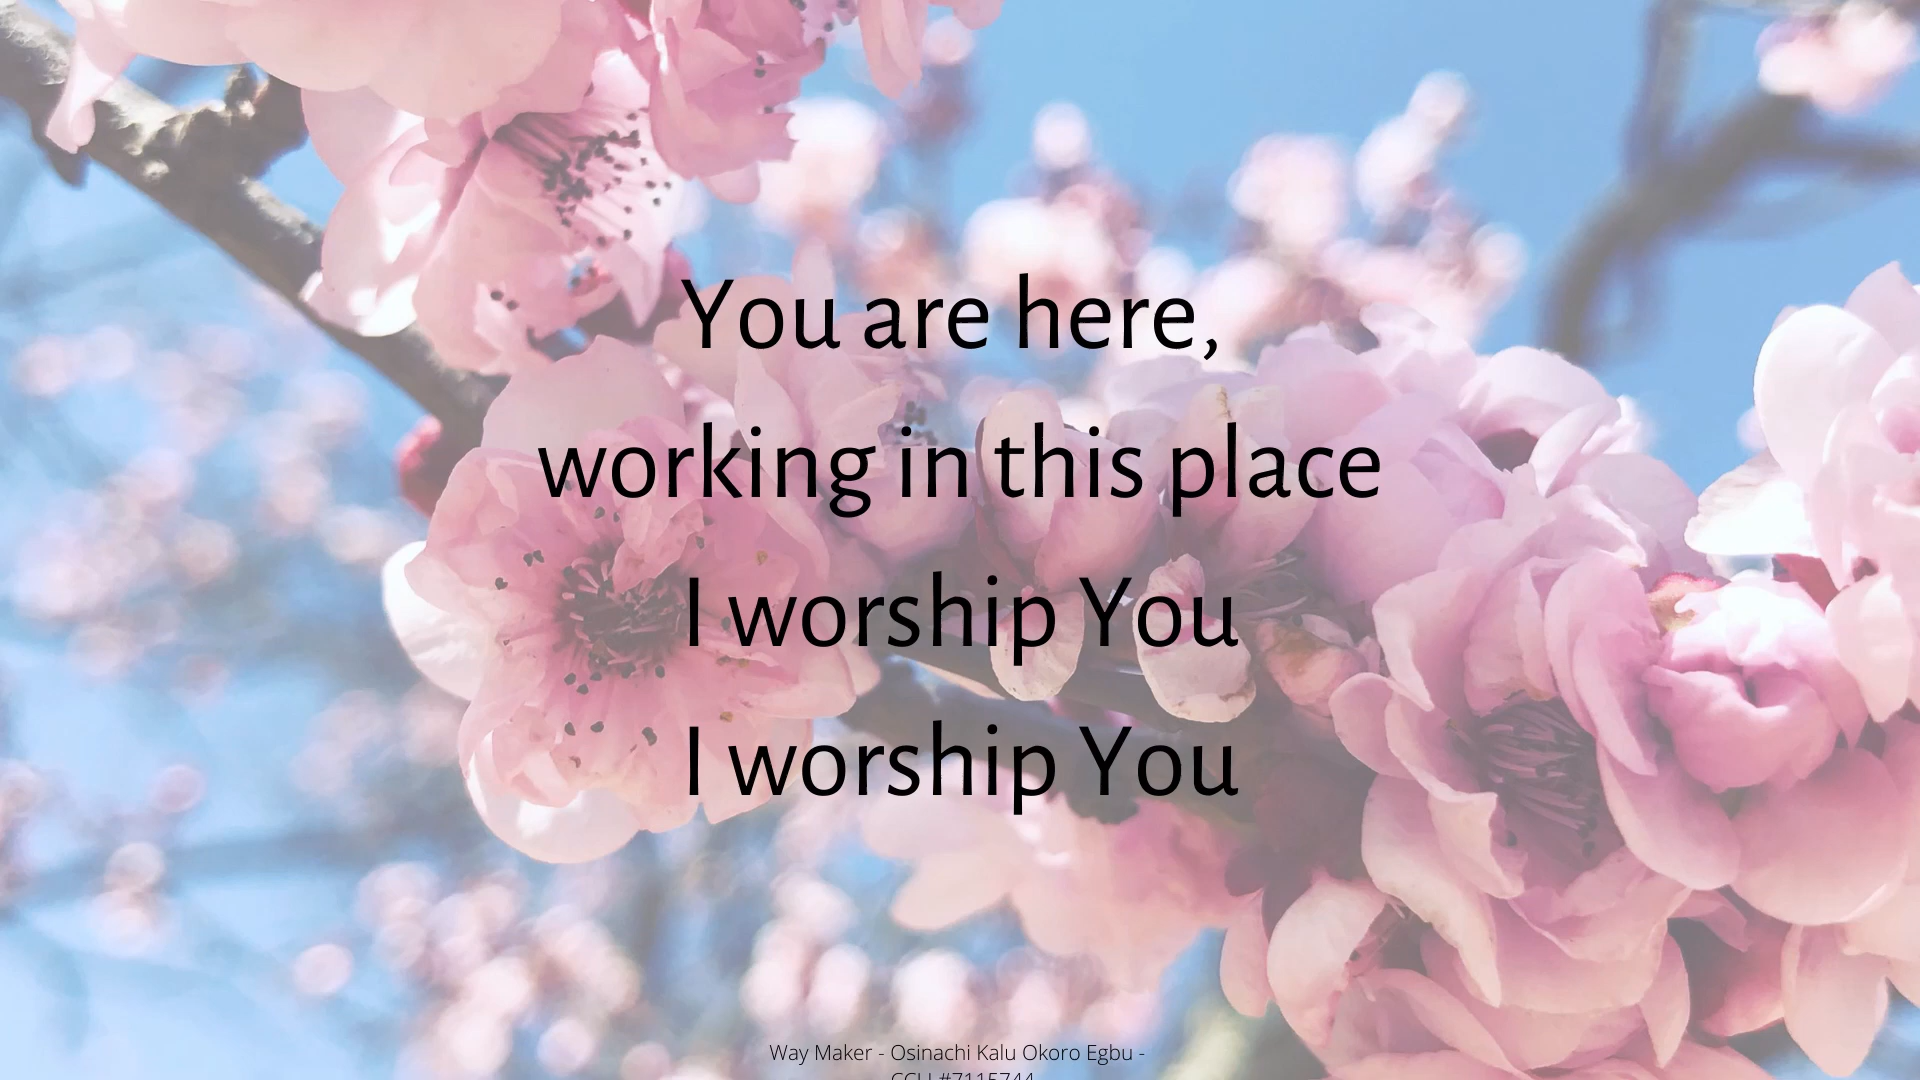 You are here,
working in this place
I worship You
I worship You
Way Maker - Osinachi Kalu Okoro Egbu -